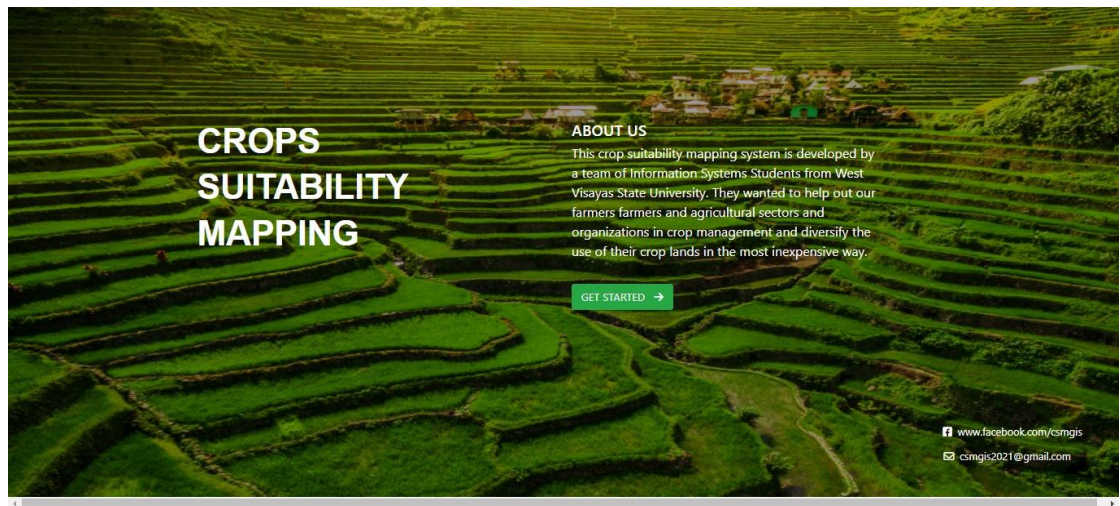 CROPS
SUITABILITY
MAPPING
ABOUT US
This crop suitability mapping system is developed by
a team of Information Systems Students from West
Visayas State University. They wanted to help out our
farmers farmers and agricultural sectors and
organizations in crop management and diversify the
use of their crop lands in the most inexpensive way.
GET STARTED
www.facebook.com/csmgis
csmgis2021@gmail.com